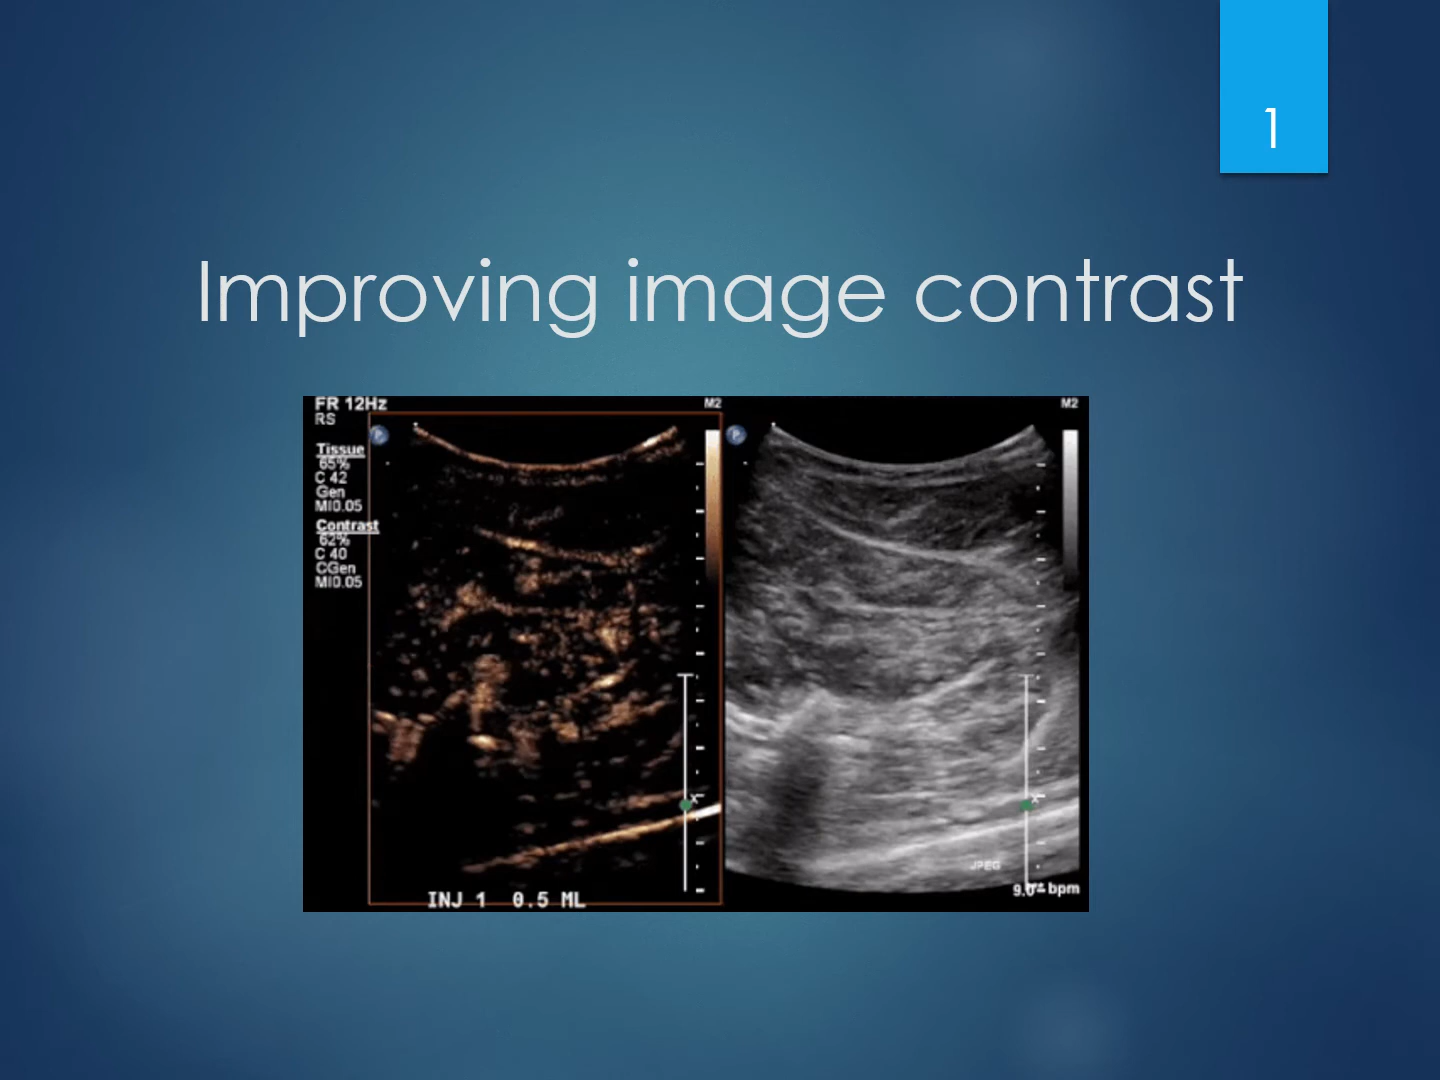 1
Improving image contrast
FR 12Hz
RS
M2
M2
P
P
Tissue
65%
C 42
Gen
MI0.05
Contrast
62%
C 40
CGen
MI0.05
X
X
JPEG
bpm
INJ 1 0.5 ML